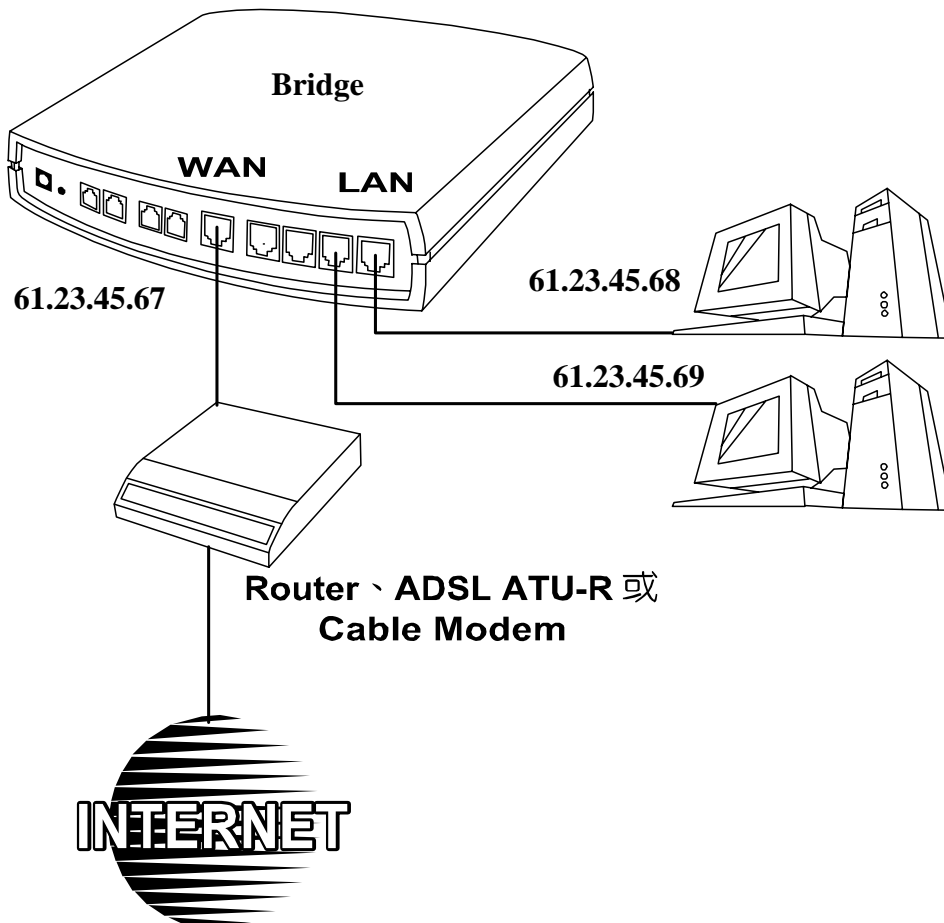 Bridge
WAN
LAN
61.23.45.67
61.23.45.68
61.23.45.69
Router、ADSL ATU-R 或
Cable Modem
INTERNET